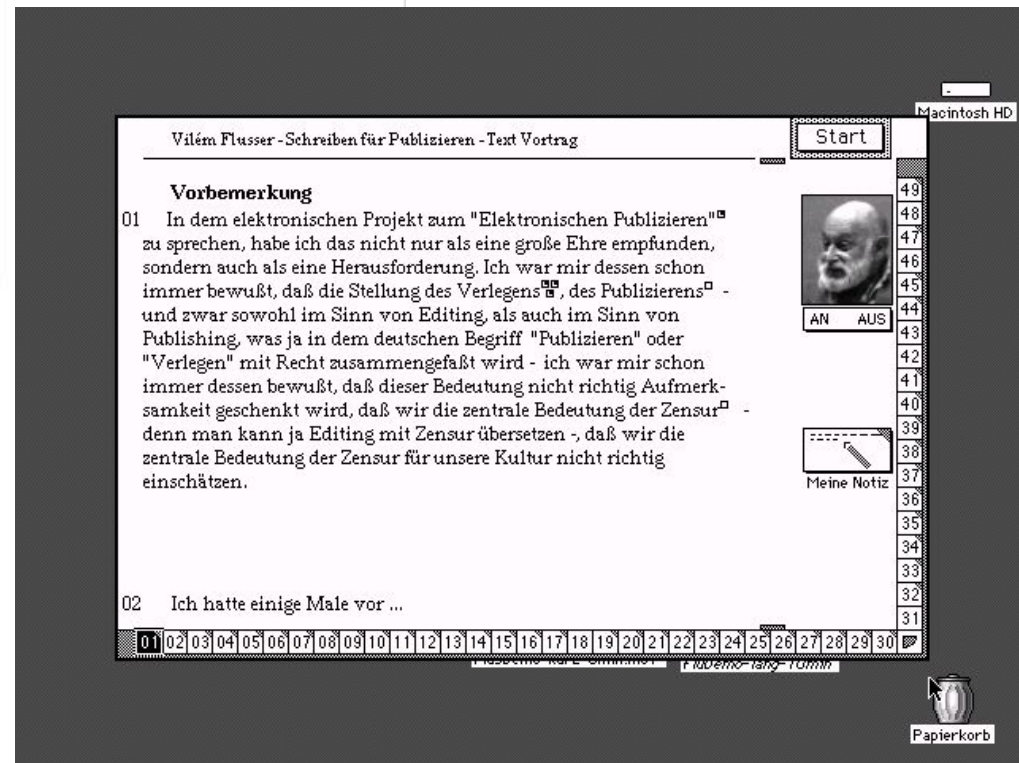 Macintosh HD
Vilém Flusser - Schreiben für Publizieren - Text Vortrag
Start
Vorbemerkung
01 In dem elektronischen Projekt zum "Elektronischen Publizieren"
zu sprechen, habe ich das nicht nur als eine große Ehre empfunden,
sondern auch als eine Herausforderung. Ich war mir dessen schon
immer bewußt, daß die Stellung des Verlegens, des Publizierens -
und zwar sowohl im Sinn von Editing, als auch im Sinn von
Publishing, was ja in dem deutschen Begriff "Publizieren" oder
"Verlegen" mit Recht zusammengefaßt wird - ich war mir schon
immer dessen bewußt, daß dieser Bedeutung nicht richtig Aufmerk-
samkeit geschenkt wird, daß wir die zentrale Bedeutung der Zensur -
denn man kann ja Editing mit Zensur übersetzen -, daß wir die
zentrale Bedeutung der Zensur für unsere Kultur nicht richtig
einschätzen.
02 Ich hatte einige Male vor ...
AN AUS
Meine Notiz
49
48
47
46
45
44
43
42
41
40
39
38
37
36
35
34
33
32
31
01 02 03 04 05 06 07 08 09 10 11 12 13 14 15 16 17 18 19 20 21 22 23 24 25 26 27 28 29 30
Papierkorb